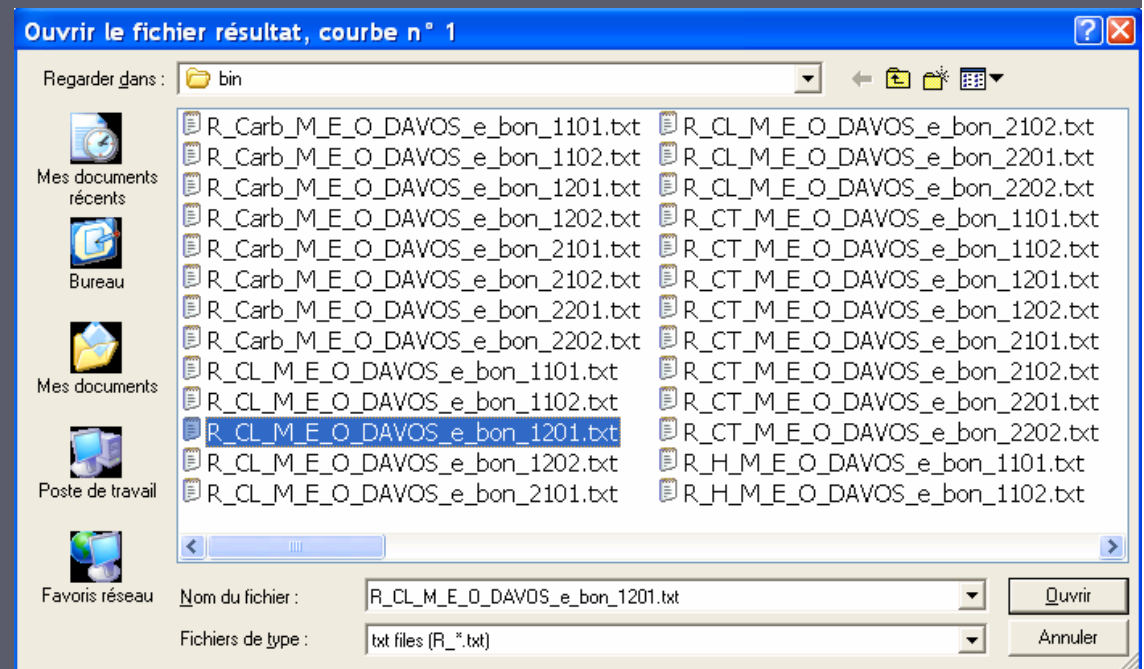 Ouvrir le fichier résultat, courbe n° 1
Regarder dans :
bin
Mes documents
récents
Bureau
Mes documents
Poste de travail
Favoris réseau
R_Carb_M_E_O_DAVOS_e_bon_1101.txt
R_Carb_M_E_O_DAVOS_e_bon_1102.txt
R_Carb_M_E_O_DAVOS_e_bon_1201.txt
R_Carb_M_E_O_DAVOS_e_bon_1202.txt
R_Carb_M_E_O_DAVOS_e_bon_2101.txt
R_Carb_M_E_O_DAVOS_e_bon_2102.txt
R_Carb_M_E_O_DAVOS_e_bon_2201.txt
R_Carb_M_E_O_DAVOS_e_bon_2202.txt
R_CL_M_E_O_DAVOS_e_bon_1101.txt
R_CL_M_E_O_DAVOS_e_bon_1102.txt
R_CL_M_E_O_DAVOS_e_bon_1201.txt
R_CL_M_E_O_DAVOS_e_bon_1202.txt
R_CL_M_E_O_DAVOS_e_bon_2101.txt
R_CL_M_E_O_DAVOS_e_bon_2102.txt
R_CL_M_E_O_DAVOS_e_bon_2201.txt
R_CL_M_E_O_DAVOS_e_bon_2202.txt
R_CT_M_E_O_DAVOS_e_bon_1101.txt
R_CT_M_E_O_DAVOS_e_bon_1102.txt
R_CT_M_E_O_DAVOS_e_bon_1201.txt
R_CT_M_E_O_DAVOS_e_bon_1202.txt
R_CT_M_E_O_DAVOS_e_bon_2101.txt
R_CT_M_E_O_DAVOS_e_bon_2102.txt
R_CT_M_E_O_DAVOS_e_bon_2201.txt
R_CT_M_E_O_DAVOS_e_bon_2202.txt
R_H_M_E_O_DAVOS_e_bon_1101.txt
R_H_M_E_O_DAVOS_e_bon_1102.txt
Nom du fichier :
R_CL_M_E_O_DAVOS_e_bon_1201.txt
Ouvrir
Fichiers de type :
txt files (R_*.txt)
Annuler